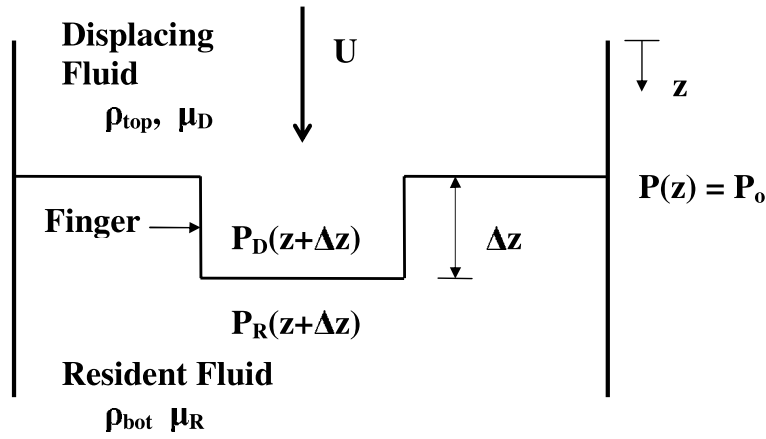 Displacing
Fluid
ρtop, μD
U
z
P(z) = Po
Finger
PD(z+Δz)
Δz
PR(z+Δz)
Resident Fluid
ρbot μR